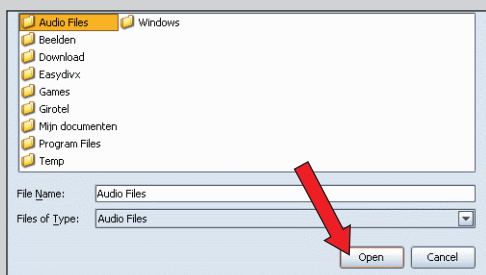 Audio Files Windows
Beelden
Download
Easydivx
Games
Girotel
Mijn documenten
Program Files
Temp
File Name: Audio Files
Files of Type: Audio Files
Open Cancel